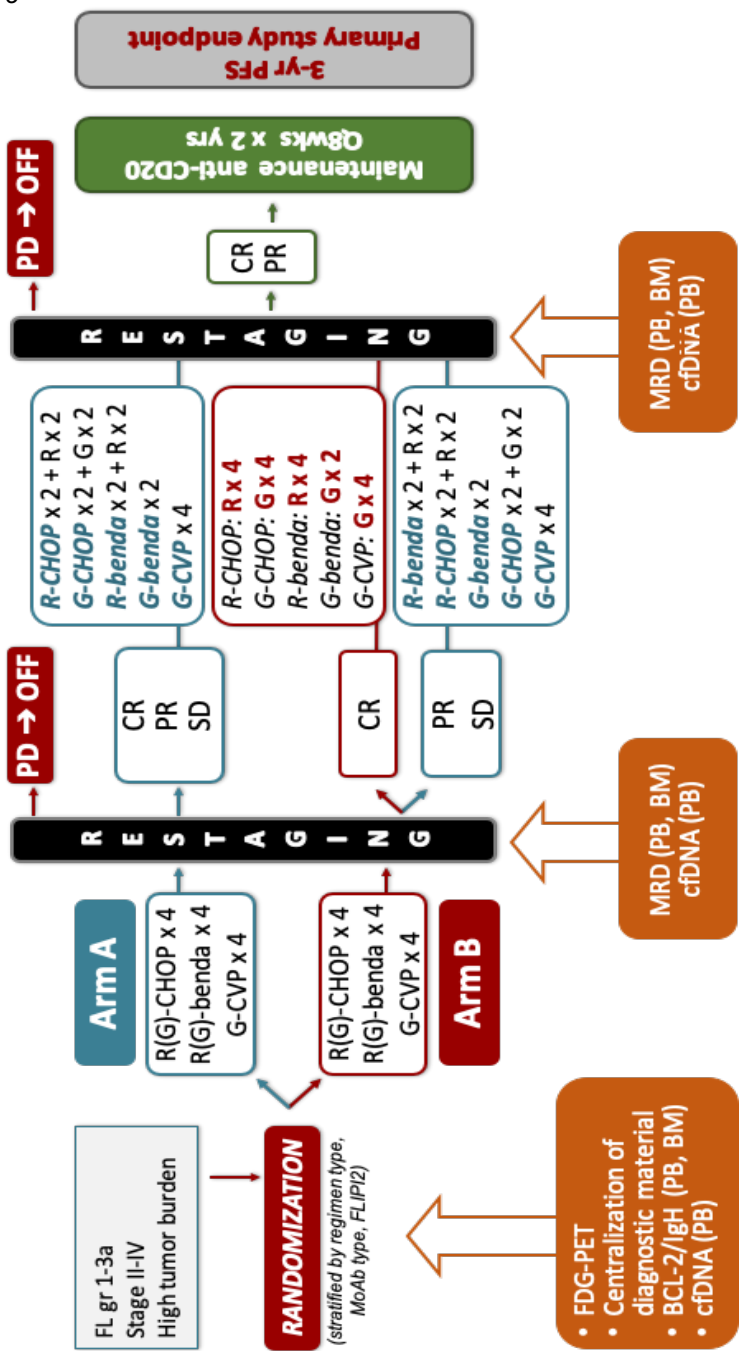 FL gr 1-3a
Stage II-IV
High tumor burden
RANDOMIZATION
(stratified by regimen type,
MoAb type, FLIPI2)
• FDG-PET
• Centralization of
diagnostic material
• BCL-2/IgH (PB, BM)
• cfDNA (PB)
Arm A
R(G)-CHOP x 4
R(G)-benda x 4
G-CVP x 4
R(G)-CHOP x 4
R(G)-benda x 4
G-CVP x 4
Arm B
RESTAGING
PD → OFF
MRD (PB, BM)
cfDNA (PB)
CR
PR
SD
CR
PR
SD
R-CHOP x 2 + R x 2
G-CHOP x 2 + G x 2
R-benda x 2 + R x 2
G-benda x 2
G-CVP x 4
R-CHOP: R x 4
G-CHOP: G x 4
R-benda: R x 4
G-benda: G x 2
G-CVP: G x 4
R-benda x 2 + R x 2
R-CHOP x 2 + R x 2
G-benda x 2
G-CHOP x 2 + G x 2
G-CVP x 4
RESTAGING
PD → OFF
MRD (PB, BM)
cfDNA (PB)
CR
PR
Maintenance anti-CD20
Q8wks x 2 yrs
3-yr PFS
Primary study endpoint